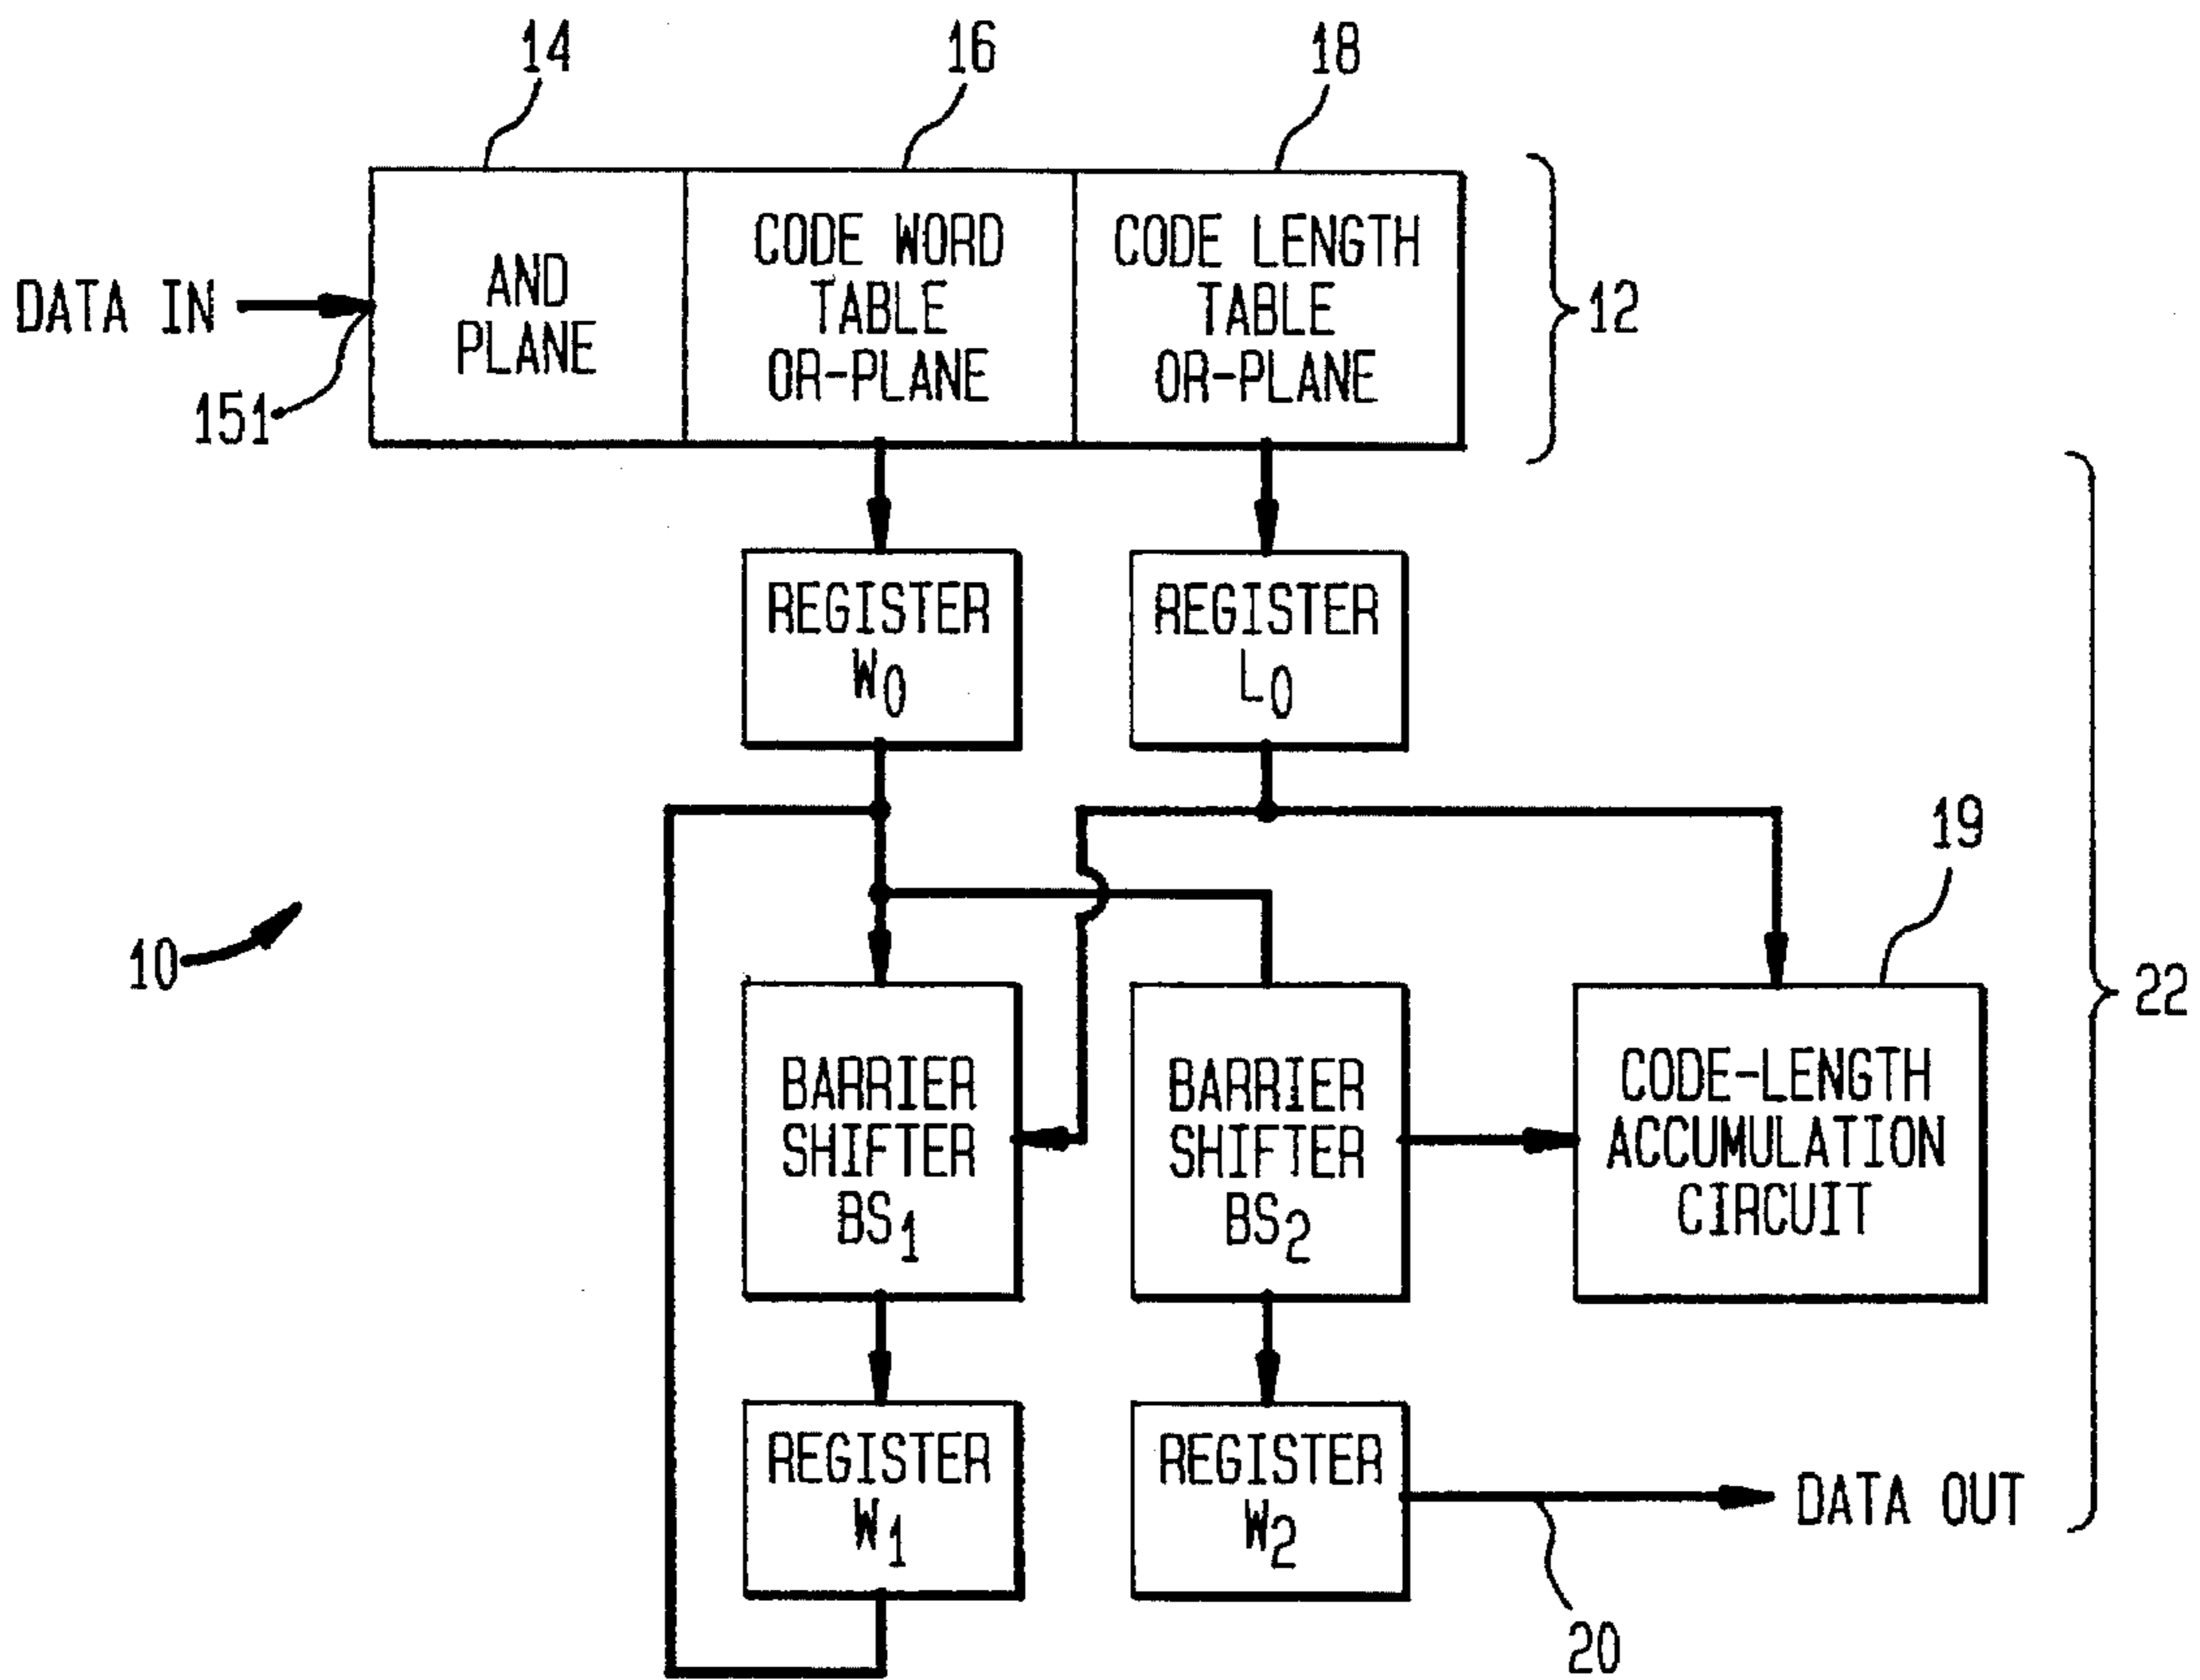 14
16
18
DATA IN
151
AND
PLANE
CODE WORD
TABLE
OR-PLANE
CODE LENGTH
TABLE
OR-PLANE
12
REGISTER
W0
REGISTER
L0
10
19
22
BARRIER
SHIFTER
BS1
BARRIER
SHIFTER
BS2
CODE-LENGTH
ACCUMULATION
CIRCUIT
REGISTER
W1
REGISTER
W2
DATA OUT
20